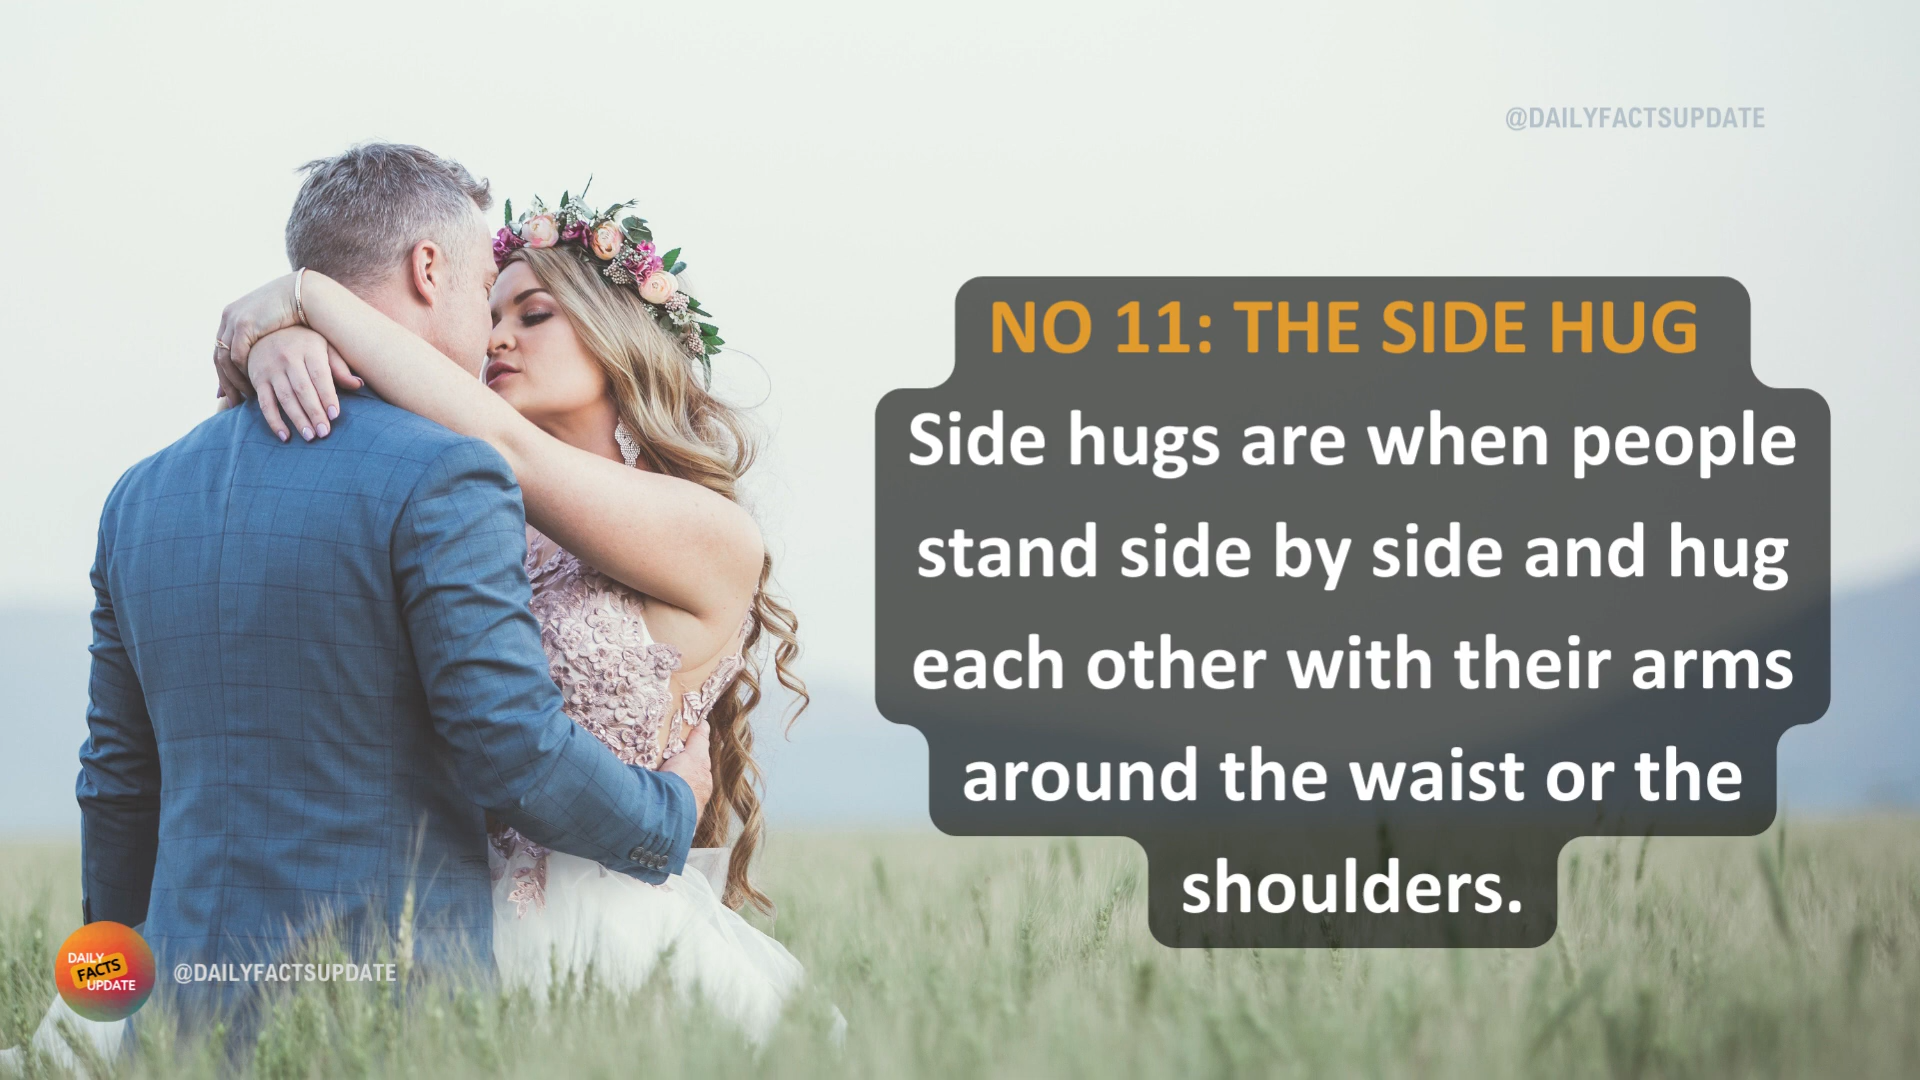 @DAILYFACTSUPDATE
NO 11: THE SIDE HUG
Side hugs are when people
stand side by side and hug
each other with their arms
around the waist or the
shoulders.
DAILY
FACTS
UPDATE
@DAILYFACTSUPDATE